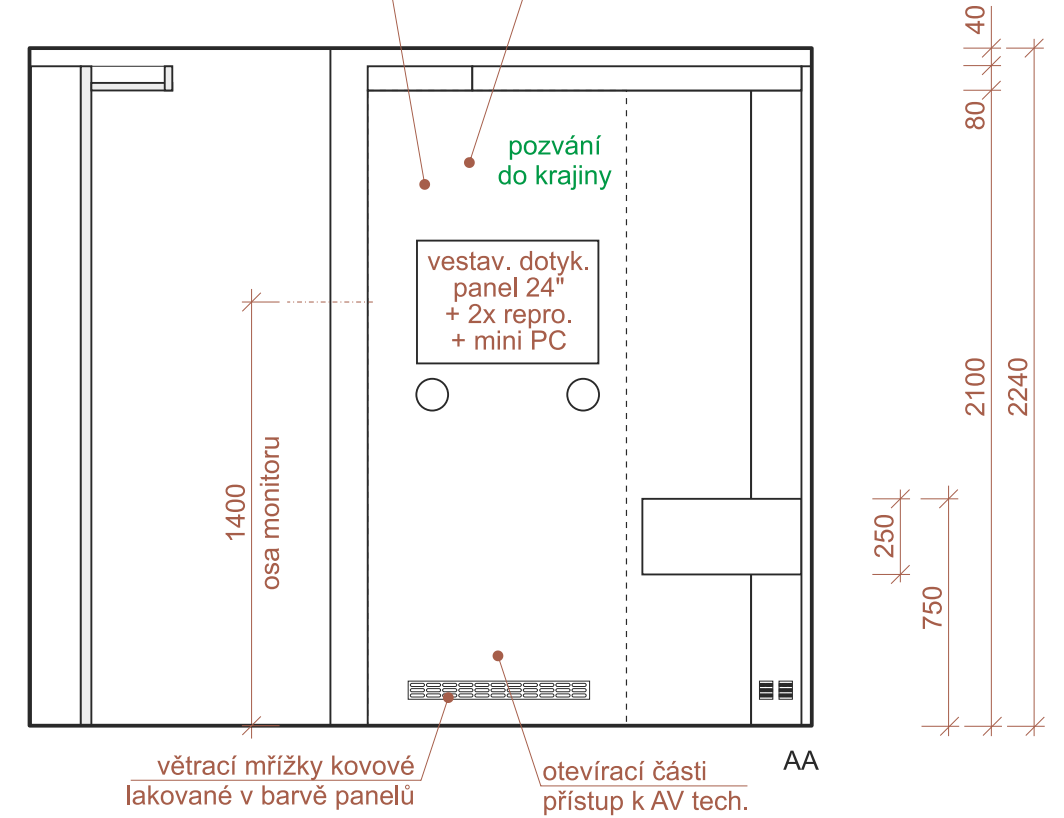 40
80
pozvání
do krajiny
vestav. dotyk.
panel 24"
+ 2x repro.
+ mini PC
1400
osa monitoru
2100
2240
250
750
větrací mřížky kovové
lakované v barvě panelů
otevírací části
přístup k AV tech.
AA